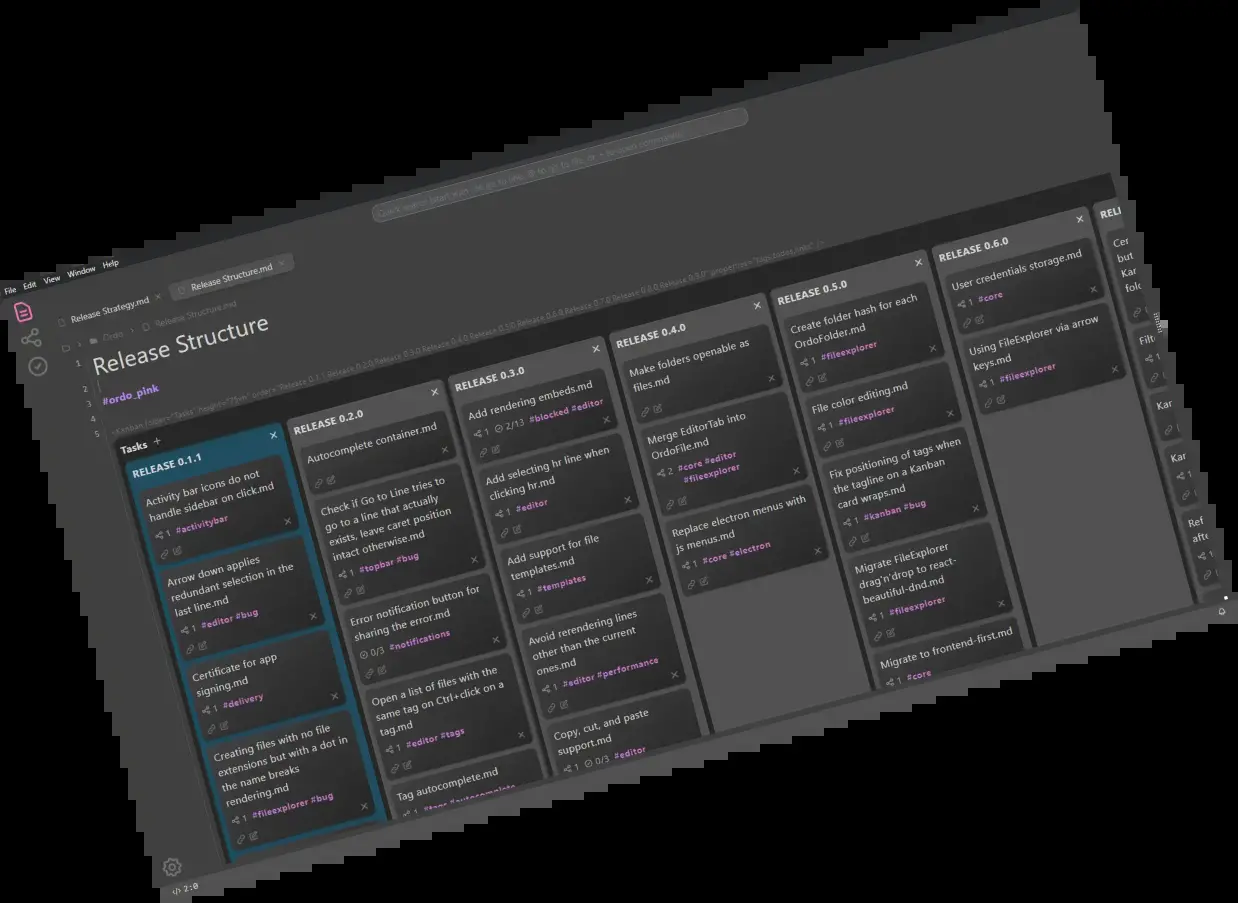 File Edit View Window Help
Release Strategy.md
Release Structure.md
Ordo
Release Structure.md
1
Release Structure
2
3
#ordo_pink
4
5
Tasks +
RELEASE 0.1.1
Activity bar icons do not
handle sidebar on click.md
1 #activitybar
Arrow down applies
redundant selection in the
last line.md
1 #editor #bug
Certificate for app
signing.md
1 #delivery
Creating files with no file
extensions but with a dot in
the name breaks
rendering.md
1 #fileexplorer #bug
RELEASE 0.2.0
Autocomplete container.md
Check if Go to Line tries to
go to a line that actually
exists, leave caret position
intact otherwise.md
1 #topbar #bug
Error notification button for
sharing the error.md
0/3 #notifications
Open a list of files with the
same tag on Ctrl+click on a
tag.md
1 #editor #tags
Tag autocomplete.md
1 #tags #autocomplete
RELEASE 0.3.0
Add rendering embeds.md
1 2/13 #blocked #editor
Add selecting hr line when
clicking hr.md
1 #editor
Add support for file
templates.md
1 #templates
Avoid rerendering lines
other than the current
ones.md
1 #editor #performance
Copy, cut, and paste
support.md
1 0/3 #editor
RELEASE 0.4.0
Make folders openable as
files.md
Merge EditorTab into
OrdoFile.md
2 #core #editor
#fileexplorer
Replace electron menus with
js menus.md
1 #core #electron
RELEASE 0.5.0
Create folder hash for each
OrdoFolder.md
1 #fileexplorer
File color editing.md
1 #fileexplorer
Fix positioning of tags when
the tagline on a Kanban
card wraps.md
1 #kanban #bug
Migrate FileExplorer
drag'n'drop to react-
beautiful-dnd.md
1 #fileexplorer
Migrate to frontend-first.md
1 #core
RELEASE 0.6.0
User credentials storage.md
1 #core
Using FileExplorer via arrow
keys.md
1 #fileexplorer
RELE
Cer
but
Kar
folc
Filt
1
Kar
Kar
1
Ref
afte
1
2:0